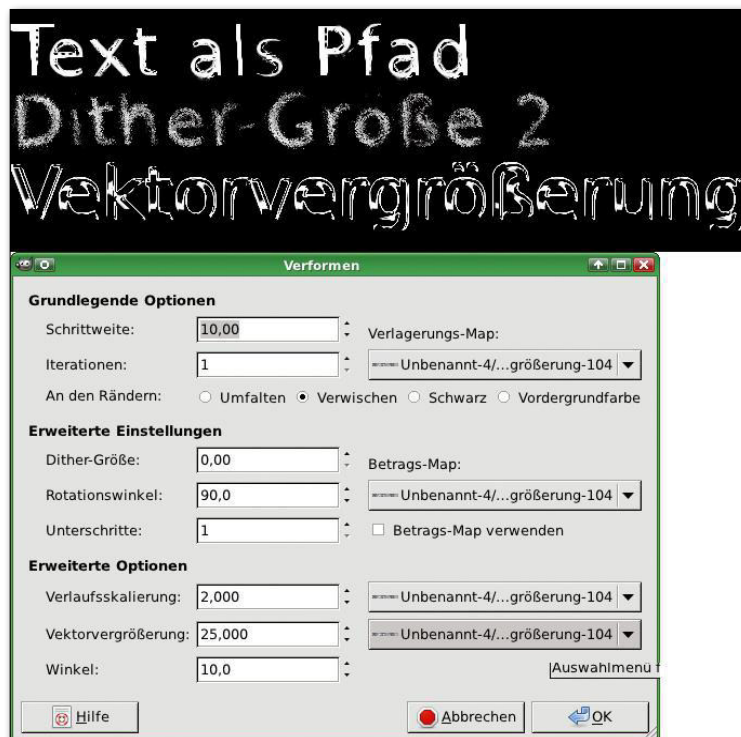 Text als Pfad
Dither-Größe 2
Vektorvergrößerung
Verformen
Grundlegende Optionen
Schrittweite: 10,00 Verlagerungs-Map:
Iterationen: 1 Unbenannt-4/...größerung-104
An den Rändern: Umfalten Verwischen Schwarz Vordergrundfarbe
Erweiterte Einstellungen
Dither-Größe: 0,00 Betrags-Map:
Rotationswinkel: 90,0 Unbenannt-4/...größerung-104
Unterschritte: 1 Betrags-Map verwenden
Erweiterte Optionen
Verlaufsskalierung: 2,000 Unbenannt-4/...größerung-104
Vektorvergrößerung: 25,000 Unbenannt-4/...größerung-104
Winkel: 10,0 Auswahlmenü f
Hilfe Abbrechen OK